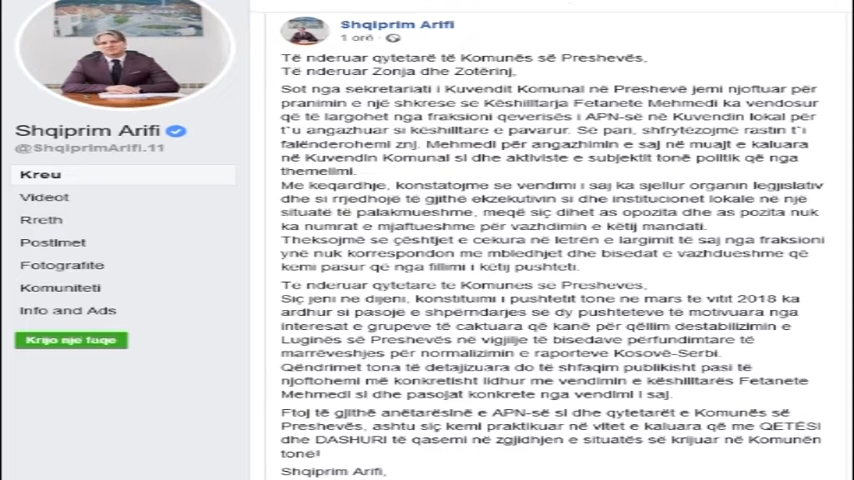 Shqiprim Arifi
@ShqiprimArifi.11
Kreu
Videot
Rreth
Postimet
Fotografite
Komuniteti
Info and Ads
Krijo një faqe
Shqiprim Arifi
1 orë ·
Të nderuar qytetarë të Komunës së Preshevës,
Të nderuar Zonja dhe Zotërinj,
Sot nga sekretariati i Kuvendit Komunal në Preshevë jemi njoftuar për
pranimin e një shkrese se Këshilltarja Fetanete Mehmedi ka vendosur
që të largohet nga fraksioni qeverisës i APN-së në Kuvendin lokal për
t'u angazhuar si këshilltare e pavarur. Së pari, shfrytëzojmë rastin t'i
falënderohemi znj. Mehmedi për angazhimin e saj në muajt e kaluara
në Kuvendin Komunal si dhe aktiviste e subjektit tonë politik që nga
themelimi.
Me keqardhje, konstatojme se vendimi i saj ka sjellur organin legjislativ
dhe si rrjedhojë të gjithë ekzekutivin si dhe institucionet lokale në një
situatë të palakmueshme, meqë siç dihet as opozita dhe as pozita nuk
ka numrat e mjaftueshme për vazhdimin e këtij mandati.
Theksojmë se çështjet e cekura në letrën e largimit të saj nga fraksioni
ynë nuk korrespondon me mbledhjet dhe bisedat e vazhdueshme që
kemi pasur që nga fillimi i këtij pushteti.
Të nderuar qytetarë të Komunës së Preshevës,
Siç jeni në dijeni, konstituimi i pushtetit tonë në mars të vitit 2018 ka
ardhur si pasojë e shpërndarjes së dy pushteteve të motivuara nga
interesat e grupeve të caktuara që kanë për qëllim destabilizimin e
Luginës së Preshevës në vigjilje të bisedave përfundimtare të
marrëveshjes për normalizimin e raporteve Kosovë-Serbi.
Qëndrimet tona të detajizuara do të shfaqim publikisht pasi të
njoftohemi më konkretisht lidhur me vendimin e këshilltarës Fetanete
Mehmedi si dhe pasojat konkrete nga vendimi i saj.
Ftoj të gjithë anëtarësinë e APN-së si dhe qytetarët e Komunës së
Preshevës, ashtu siç kemi praktikuar në vitet e kaluara që me QETËSI
dhe DASHURI të qasemi në zgjidhjen e situatës së krijuar në Komunën
tonë!
Shqiprim Arifi,